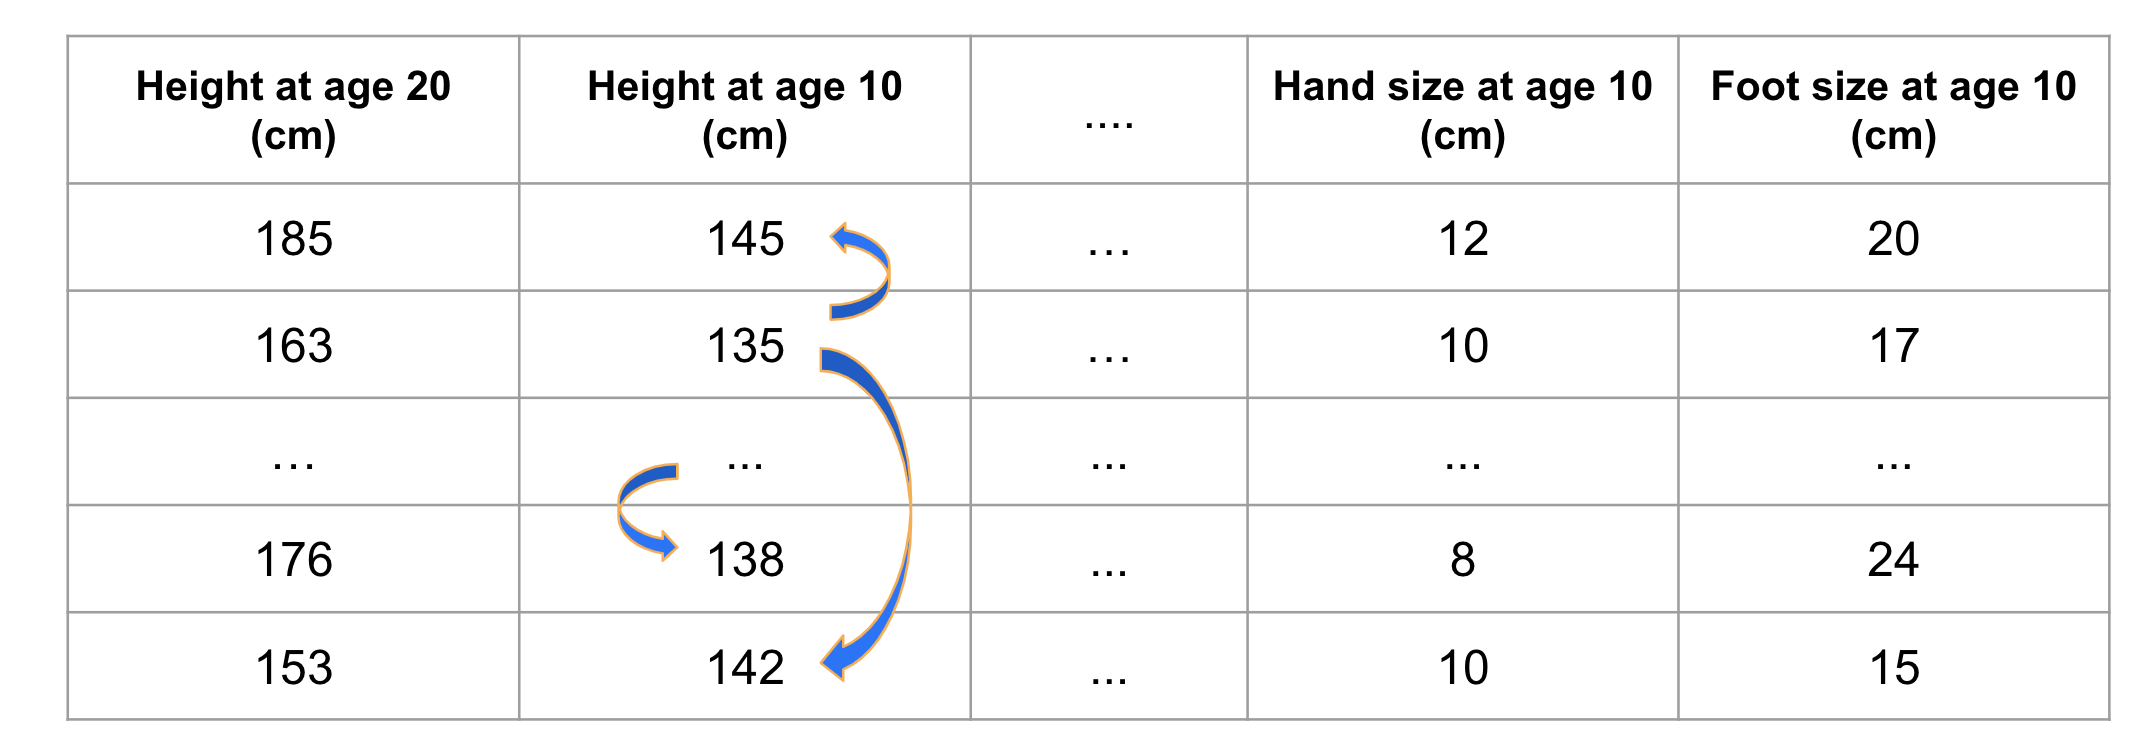 Height at age 20 (cm) Height at age 10 (cm) .... Hand size at age 10 (cm) Foot size at age 10 (cm)
185 145 ... 12 20
163 135 ... 10 17
... ... ... ... ...
176 138 ... 8 24
153 142 ... 10 15